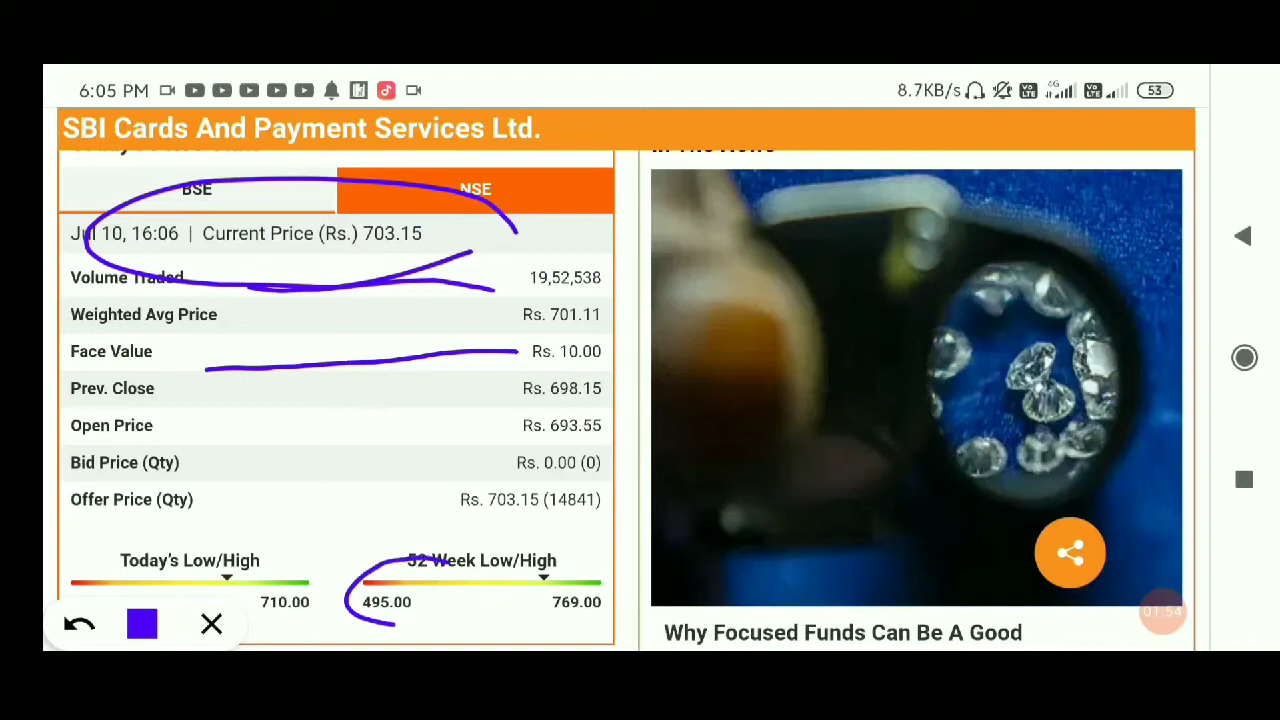 6:05 PM
8.7KB/s
4G
53
SBI Cards And Payment Services Ltd.
BSE
NSE
Jul 10, 16:06 | Current Price (Rs.) 703.15
Volume Traded 19,52,538
Weighted Avg Price Rs. 701.11
Face Value Rs. 10.00
Prev. Close Rs. 698.15
Open Price Rs. 693.55
Bid Price (Qty) Rs. 0.00 (0)
Offer Price (Qty) Rs. 703.15 (14841)
Today's Low/High
710.00
52 Week Low/High
495.00 769.00
01:54
Why Focused Funds Can Be A Good